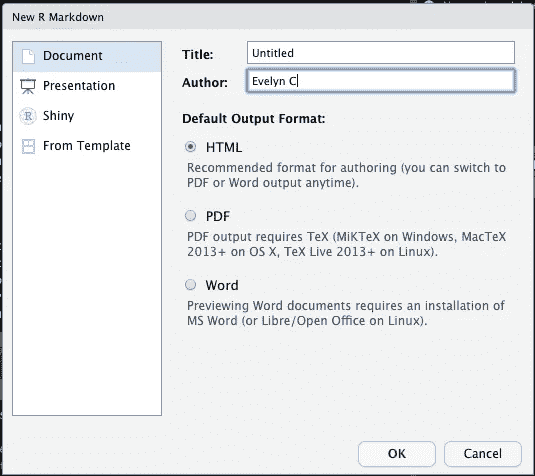 New R Markdown
Document
Presentation
R Shiny
From Template
Title: Untitled
Author: Evelyn C
Default Output Format:
HTML
Recommended format for authoring (you can switch to
PDF or Word output anytime).
PDF
PDF output requires TeX (MiKTeX on Windows, MacTeX
2013+ on OS X, TeX Live 2013+ on Linux).
Word
Previewing Word documents requires an installation of
MS Word (or Libre/Open Office on Linux).
OK Cancel